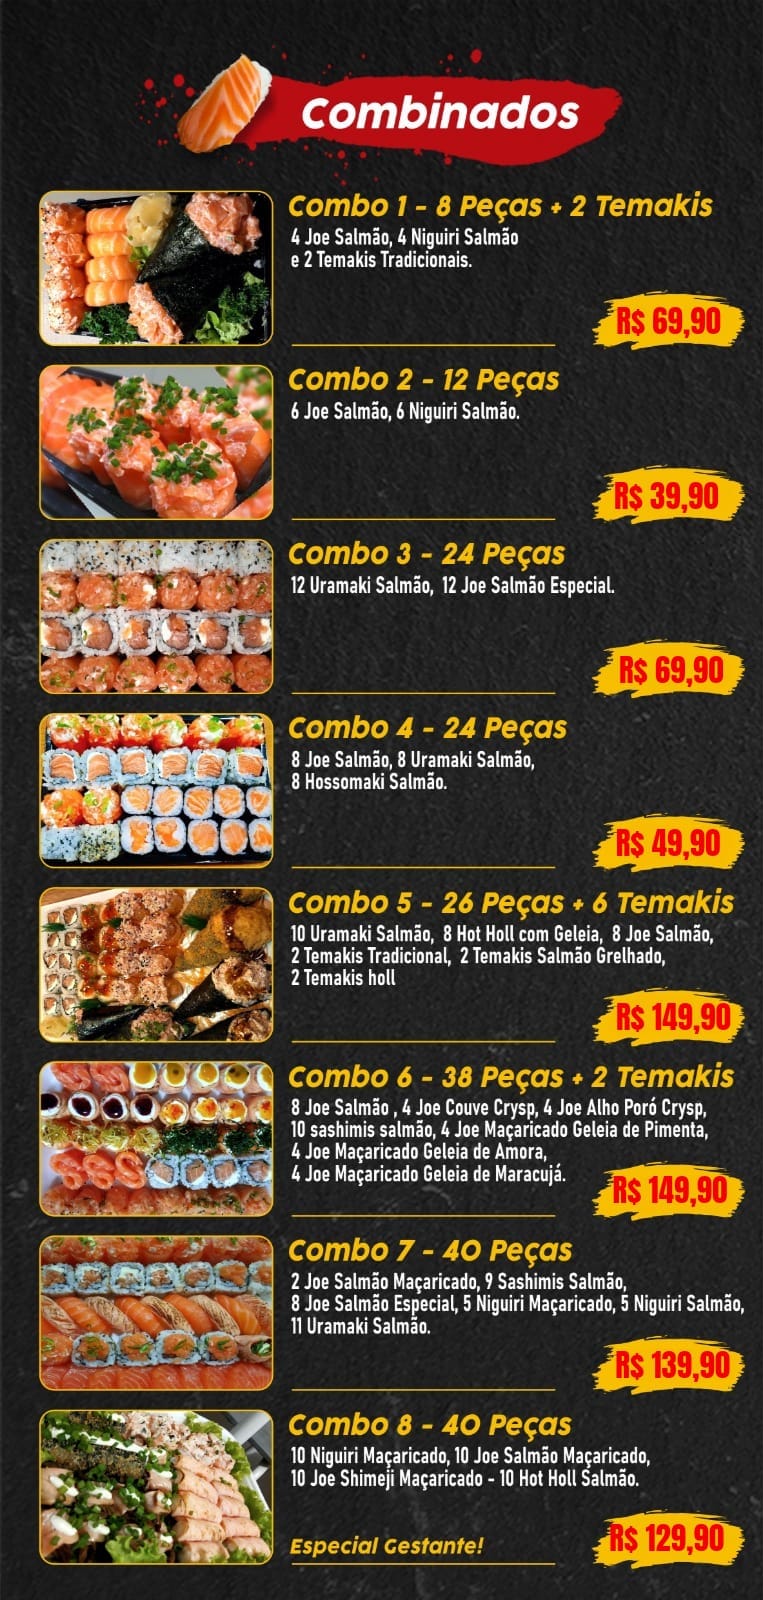 Combinados
Combo 1 - 8 Peças + 2 Temakis
4 Joe Salmão, 4 Niguiri Salmão
e 2 Temakis Tradicionais.
R$ 69,90
Combo 2 - 12 Peças
6 Joe Salmão, 6 Niguiri Salmão.
R$ 39,90
Combo 3 - 24 Peças
12 Uramaki Salmão, 12 Joe Salmão Especial.
R$ 69,90
Combo 4 - 24 Peças
8 Joe Salmão, 8 Uramaki Salmão,
8 Hossomaki Salmão.
R$ 49,90
Combo 5 - 26 Peças + 6 Temakis
10 Uramaki Salmão, 8 Hot Holl com Geleia, 8 Joe Salmão,
2 Temakis Tradicional, 2 Temakis Salmão Grelhado,
2 Temakis holl
R$ 149,90
Combo 6 - 38 Peças + 2 Temakis
8 Joe Salmão , 4 Joe Couve Crysp, 4 Joe Alho Poró Crysp,
10 sashimis salmão, 4 Joe Maçaricado Geleia de Pimenta,
4 Joe Maçaricado Geleia de Amora,
4 Joe Maçaricado Geleia de Maracujá.
R$ 149,90
Combo 7 - 40 Peças
2 Joe Salmão Maçaricado, 9 Sashimis Salmão,
8 Joe Salmão Especial, 5 Niguiri Maçaricado, 5 Niguiri Salmão,
11 Uramaki Salmão.
R$ 139,90
Combo 8 - 40 Peças
10 Niguiri Maçaricado, 10 Joe Salmão Maçaricado,
10 Joe Shimeji Maçaricado - 10 Hot Holl Salmão.
Especial Gestante!
R$ 129,90